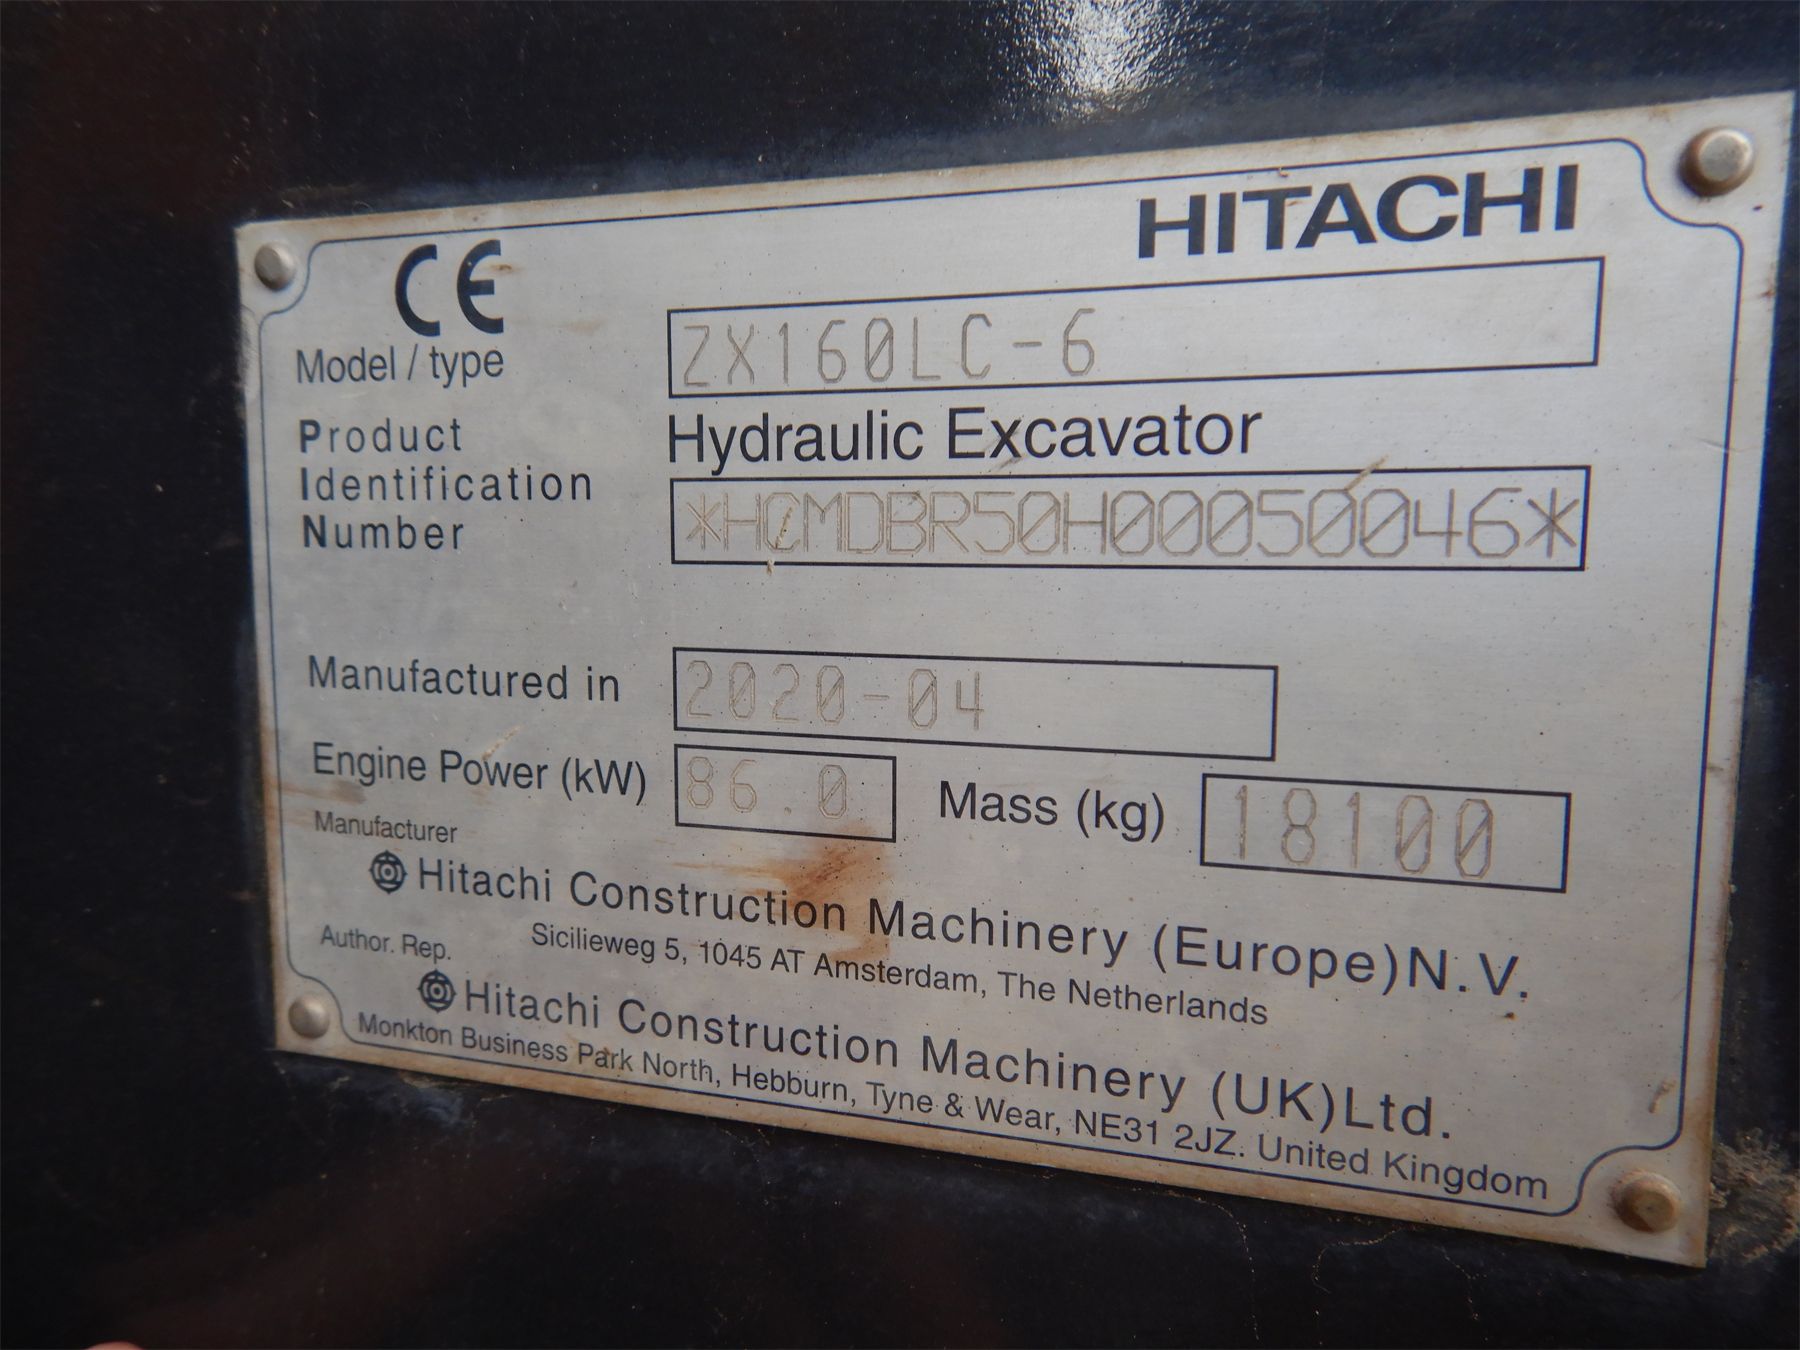 HITACHI
CE
Model / type ZX160LC-6
Hydraulic Excavator
Product
Identification
Number
*HCMDBR50H00050046*
Manufactured in 2020-04
Engine Power (kW) 86.0 Mass (kg) 18100
Manufacturer
Hitachi Construction Machinery (Europe) N.V.
Sicilieweg 5, 1045 AT Amsterdam, The Netherlands
Author. Rep.
Hitachi Construction Machinery (UK) Ltd.
Monkton Business Park North, Hebburn, Tyne & Wear, NE31 2JZ. United Kingdom